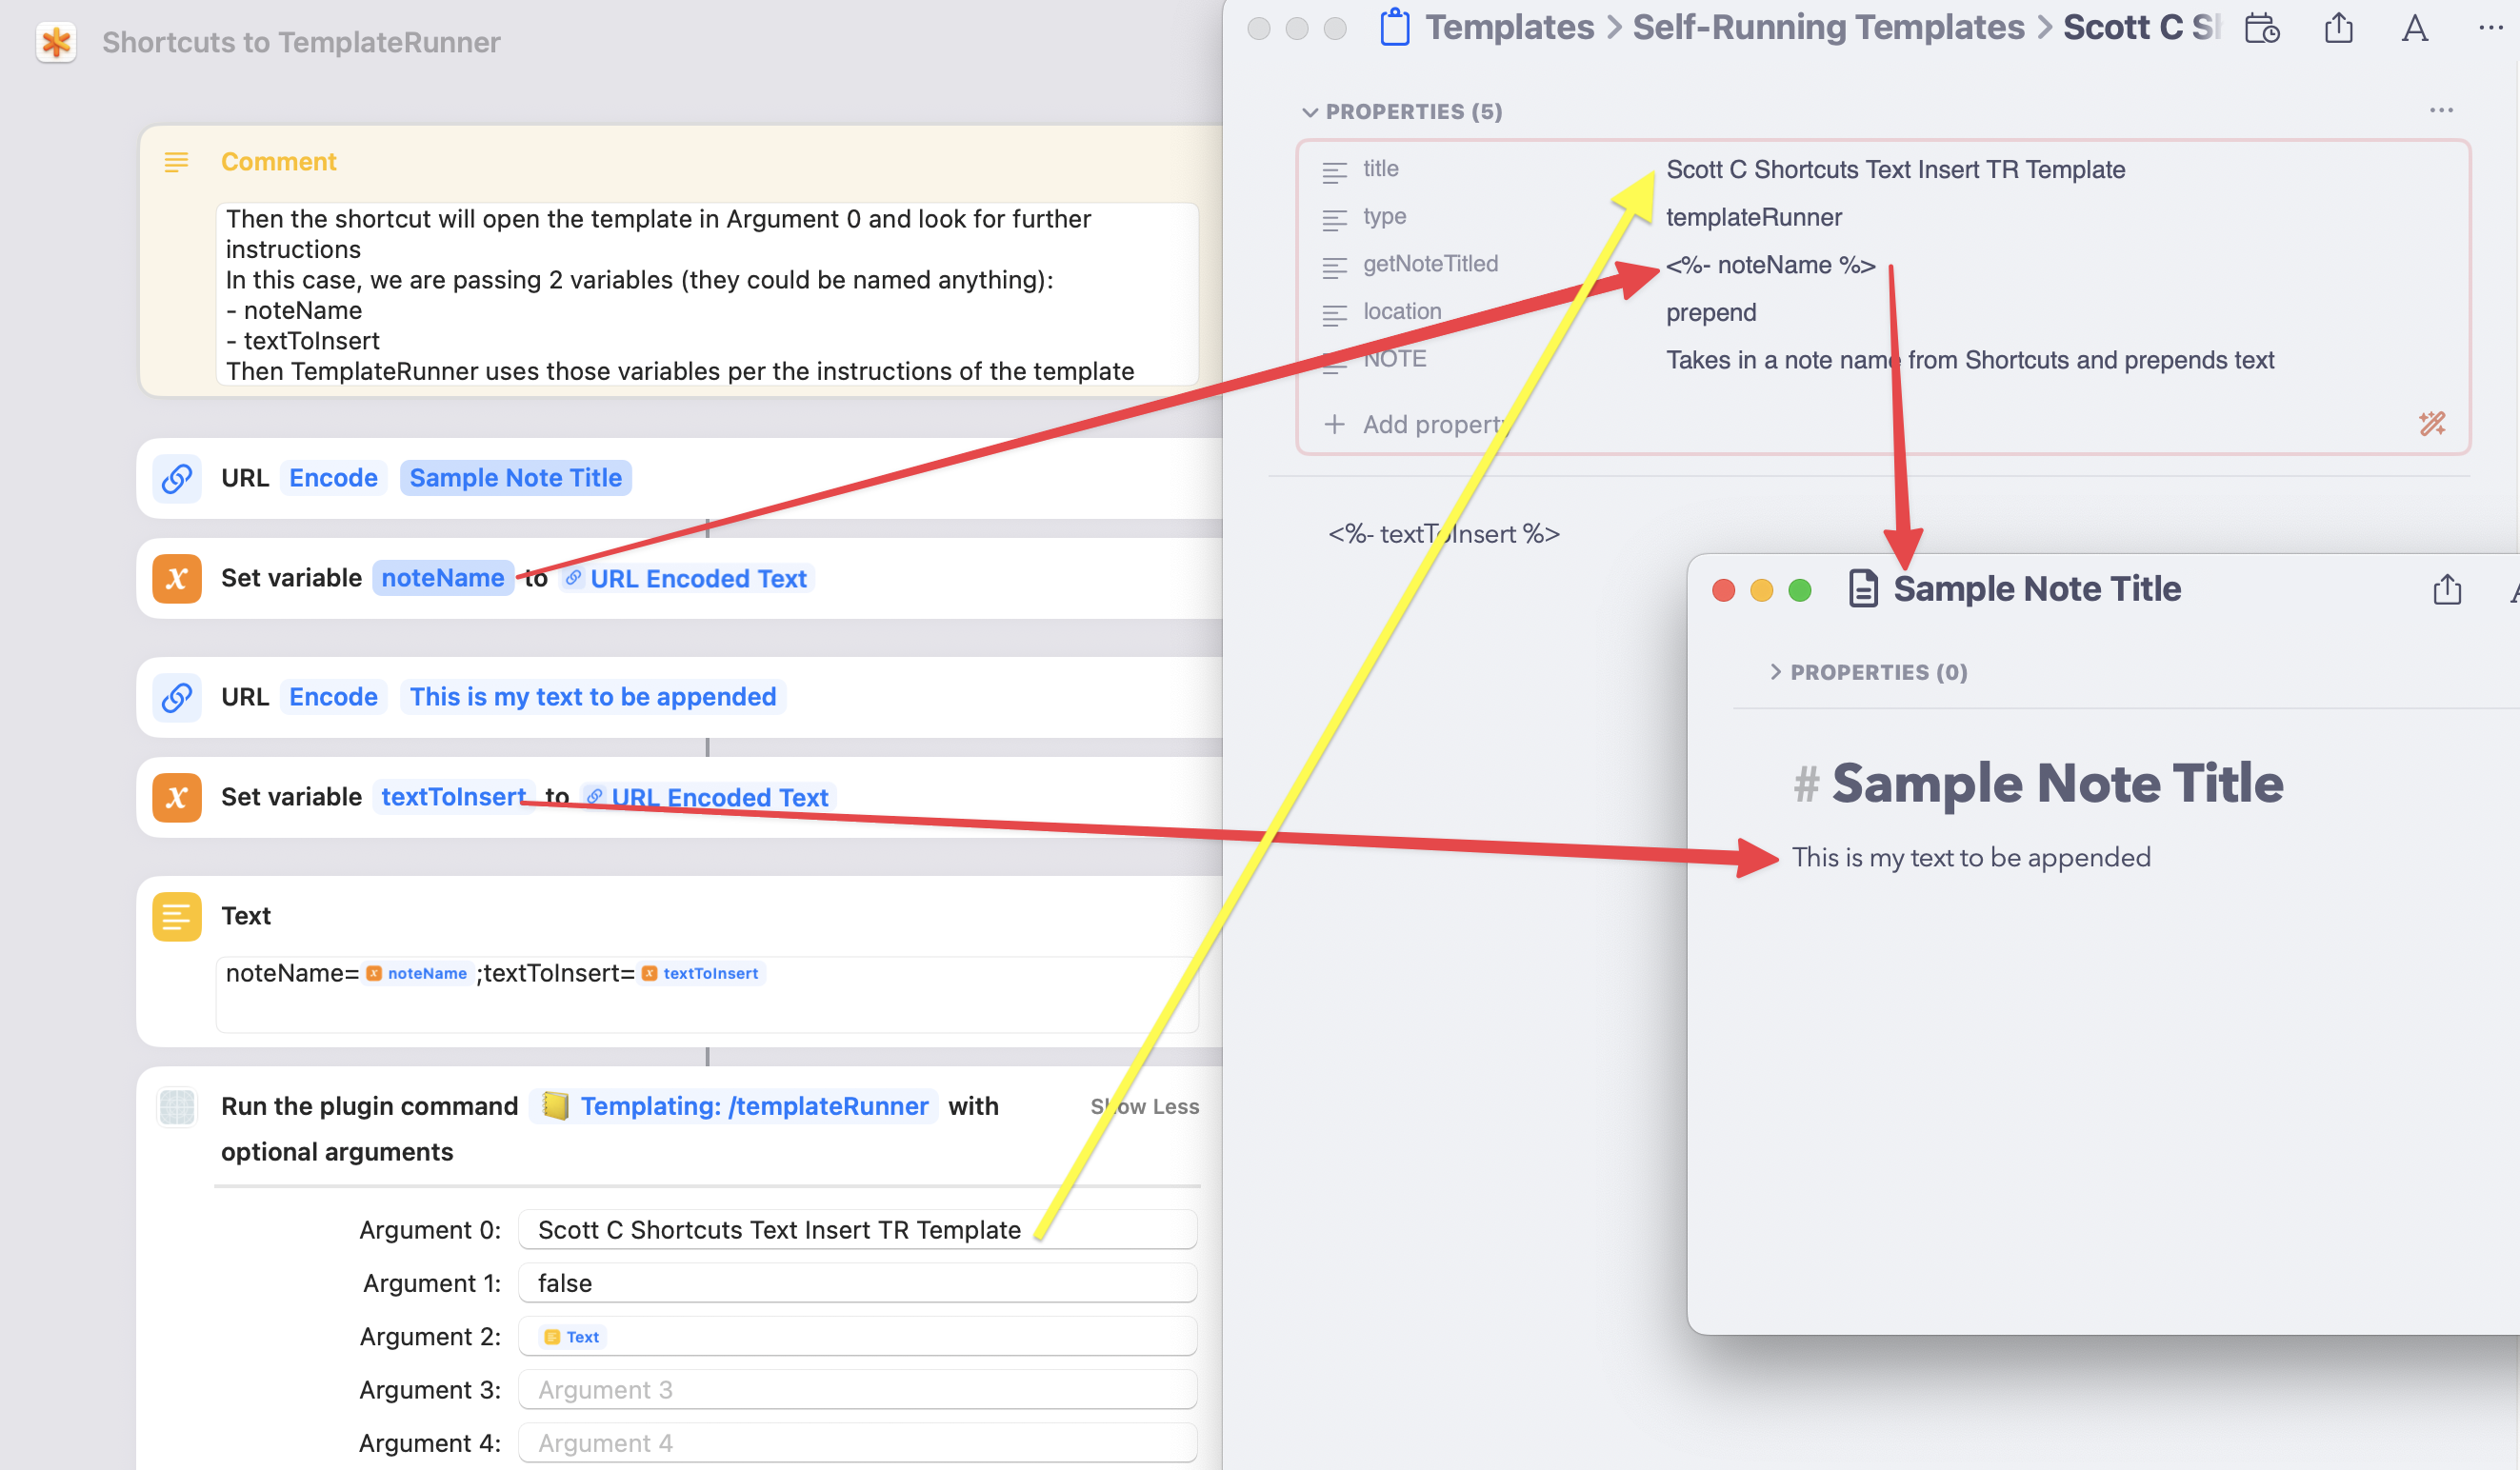 Shortcuts to TemplateRunner
Comment
Then the shortcut will open the template in Argument 0 and look for further
instructions
In this case, we are passing 2 variables (they could be named anything):
- noteName
- textToInsert
Then TemplateRunner uses those variables per the instructions of the template
URL Encode Sample Note Title
Set variable noteName to URL Encoded Text
URL Encode This is my text to be appended
Set variable textToInsert to URL Encoded Text
Text
noteName= noteName ;textToInsert= textToInsert
Run the plugin command Templating: /templateRunner with
optional arguments
Show Less
Argument 0: Scott C Shortcuts Text Insert TR Template
Argument 1: false
Argument 2: Text
Argument 3: Argument 3
Argument 4: Argument 4
Templates > Self-Running Templates > Scott C
PROPERTIES (5)
title Scott C Shortcuts Text Insert TR Template
type templateRunner
getNoteTitled <%- noteName %>
location prepend
NOTE Takes in a note name from Shortcuts and prepends text
Add property
<%- textToInsert %>
Sample Note Title
PROPERTIES (0)
# Sample Note Title
This is my text to be appended